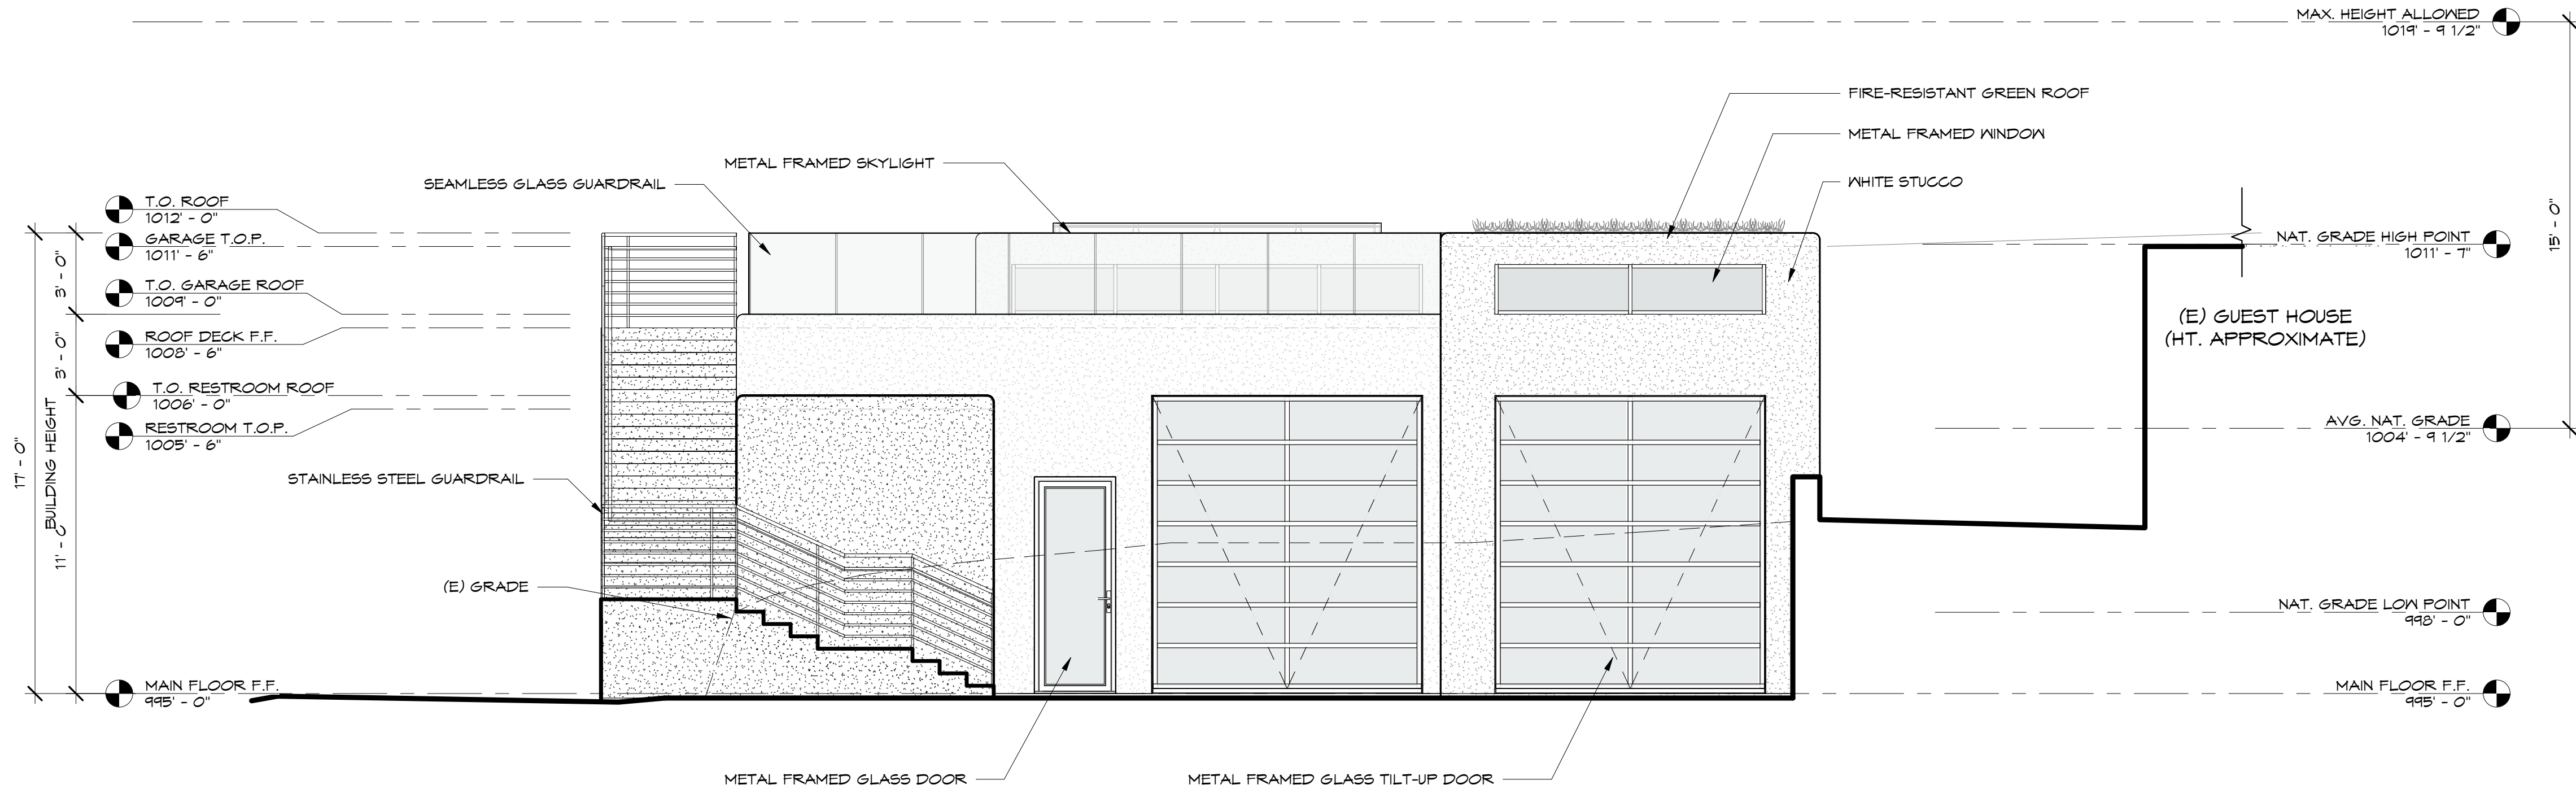 MAX. HEIGHT ALLOWED
1019' - 9 1/2"
FIRE-RESISTANT GREEN ROOF
METAL FRAMED WINDOW
METAL FRAMED SKYLIGHT
SEAMLESS GLASS GUARDRAIL
WHITE STUCCO
T.O. ROOF
1012' - 0"
GARAGE T.O.P.
1011' - 6"
T.O. GARAGE ROOF
1009' - 0"
ROOF DECK F.F.
1008' - 6"
T.O. RESTROOM ROOF
1006' - 0"
RESTROOM T.O.P.
1005' - 6"
3' - 0"
3' - 0"
11' - 0"
BUILDING HEIGHT
17' - 0"
STAINLESS STEEL GUARDRAIL
(E) GRADE
MAIN FLOOR F.F.
995' - 0"
15' - 0"
NAT. GRADE HIGH POINT
1011' - 7"
(E) GUEST HOUSE
(HT. APPROXIMATE)
AVG. NAT. GRADE
1004' - 9 1/2"
NAT. GRADE LOW POINT
998' - 0"
MAIN FLOOR F.F.
995' - 0"
METAL FRAMED GLASS DOOR
METAL FRAMED GLASS TILT-UP DOOR